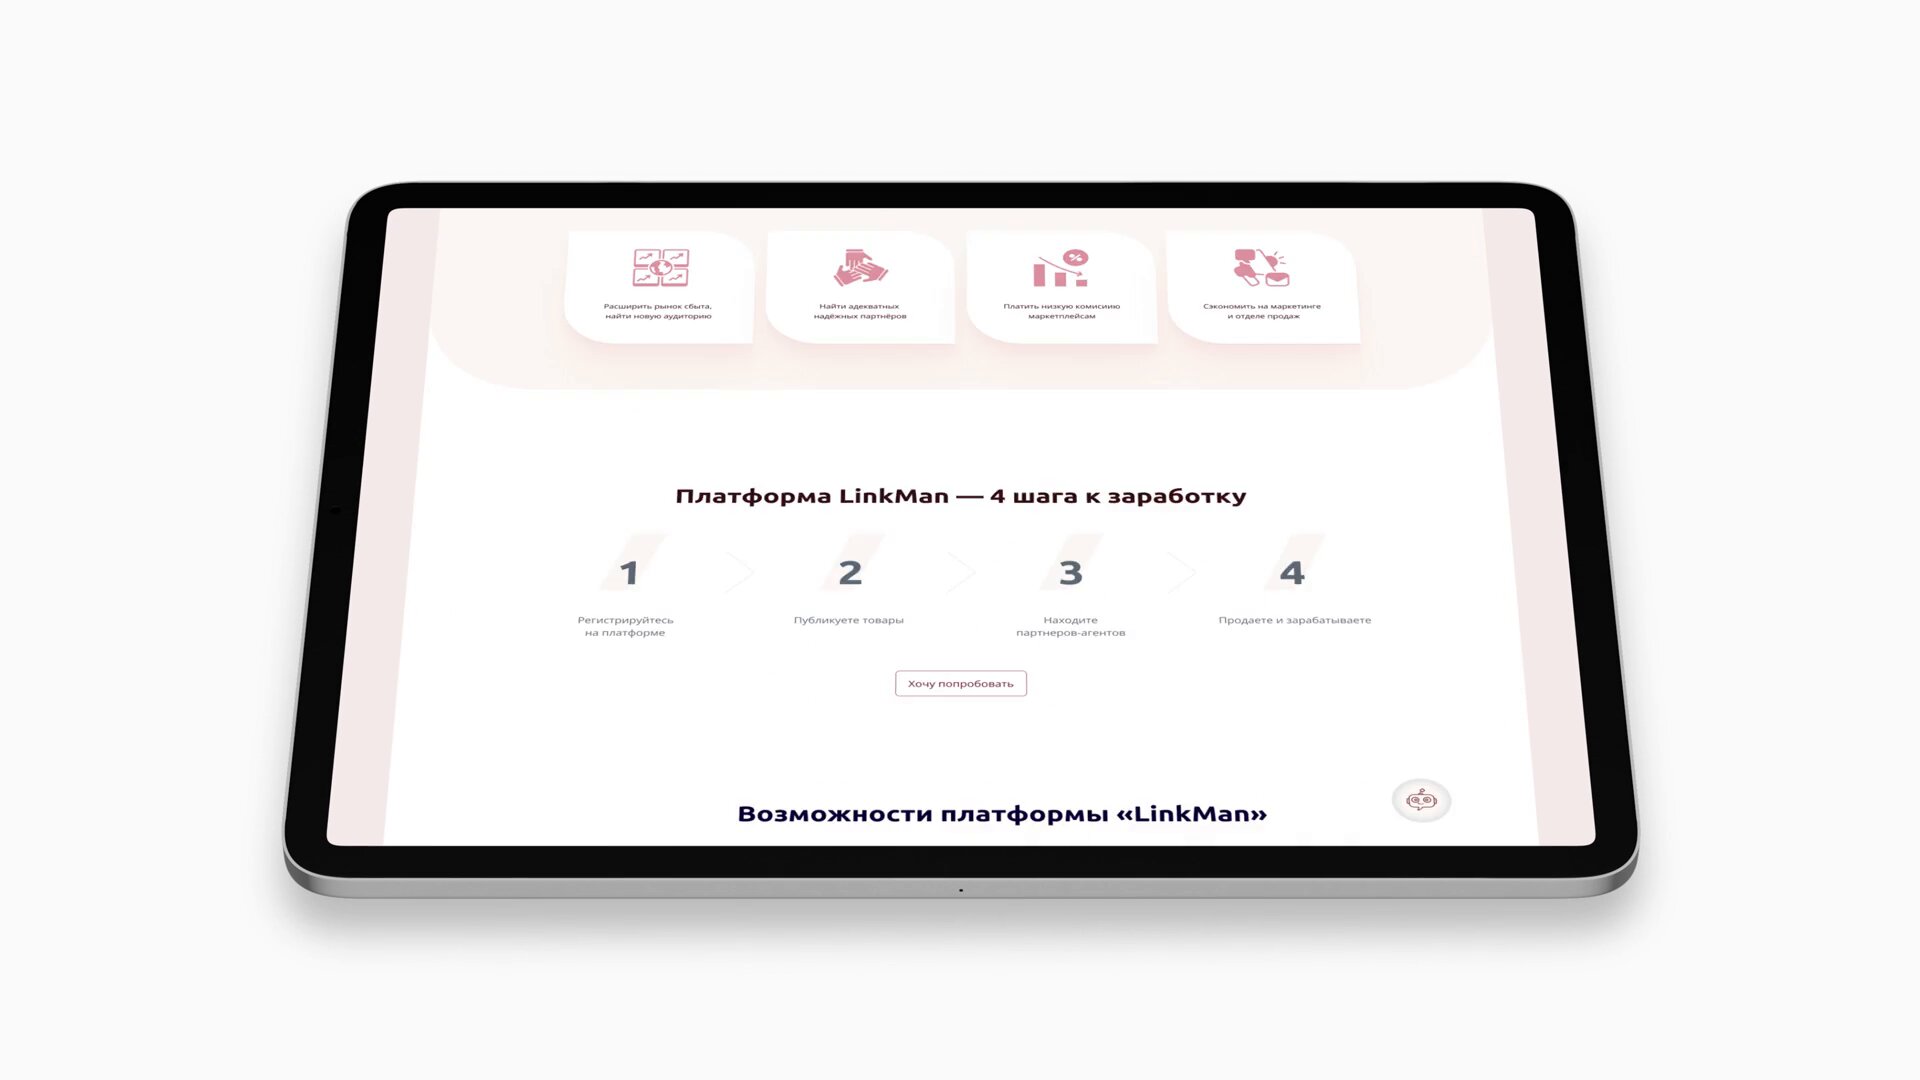 Расширить рынок сбыта,
найти новую аудиторию
Найти адекватных
надёжных партнёров
Платить низкую комисиию
маркетплейсам
Сэкономить на маркетинге
и отделе продаж
Платформа LinkMan — 4 шага к заработку
1
2
3
4
Регистрируйтесь
на платформе
Публикуете товары
Находите
партнеров-агентов
Продаете и зарабатываете
Хочу попробовать
Возможности платформы «LinkMan»